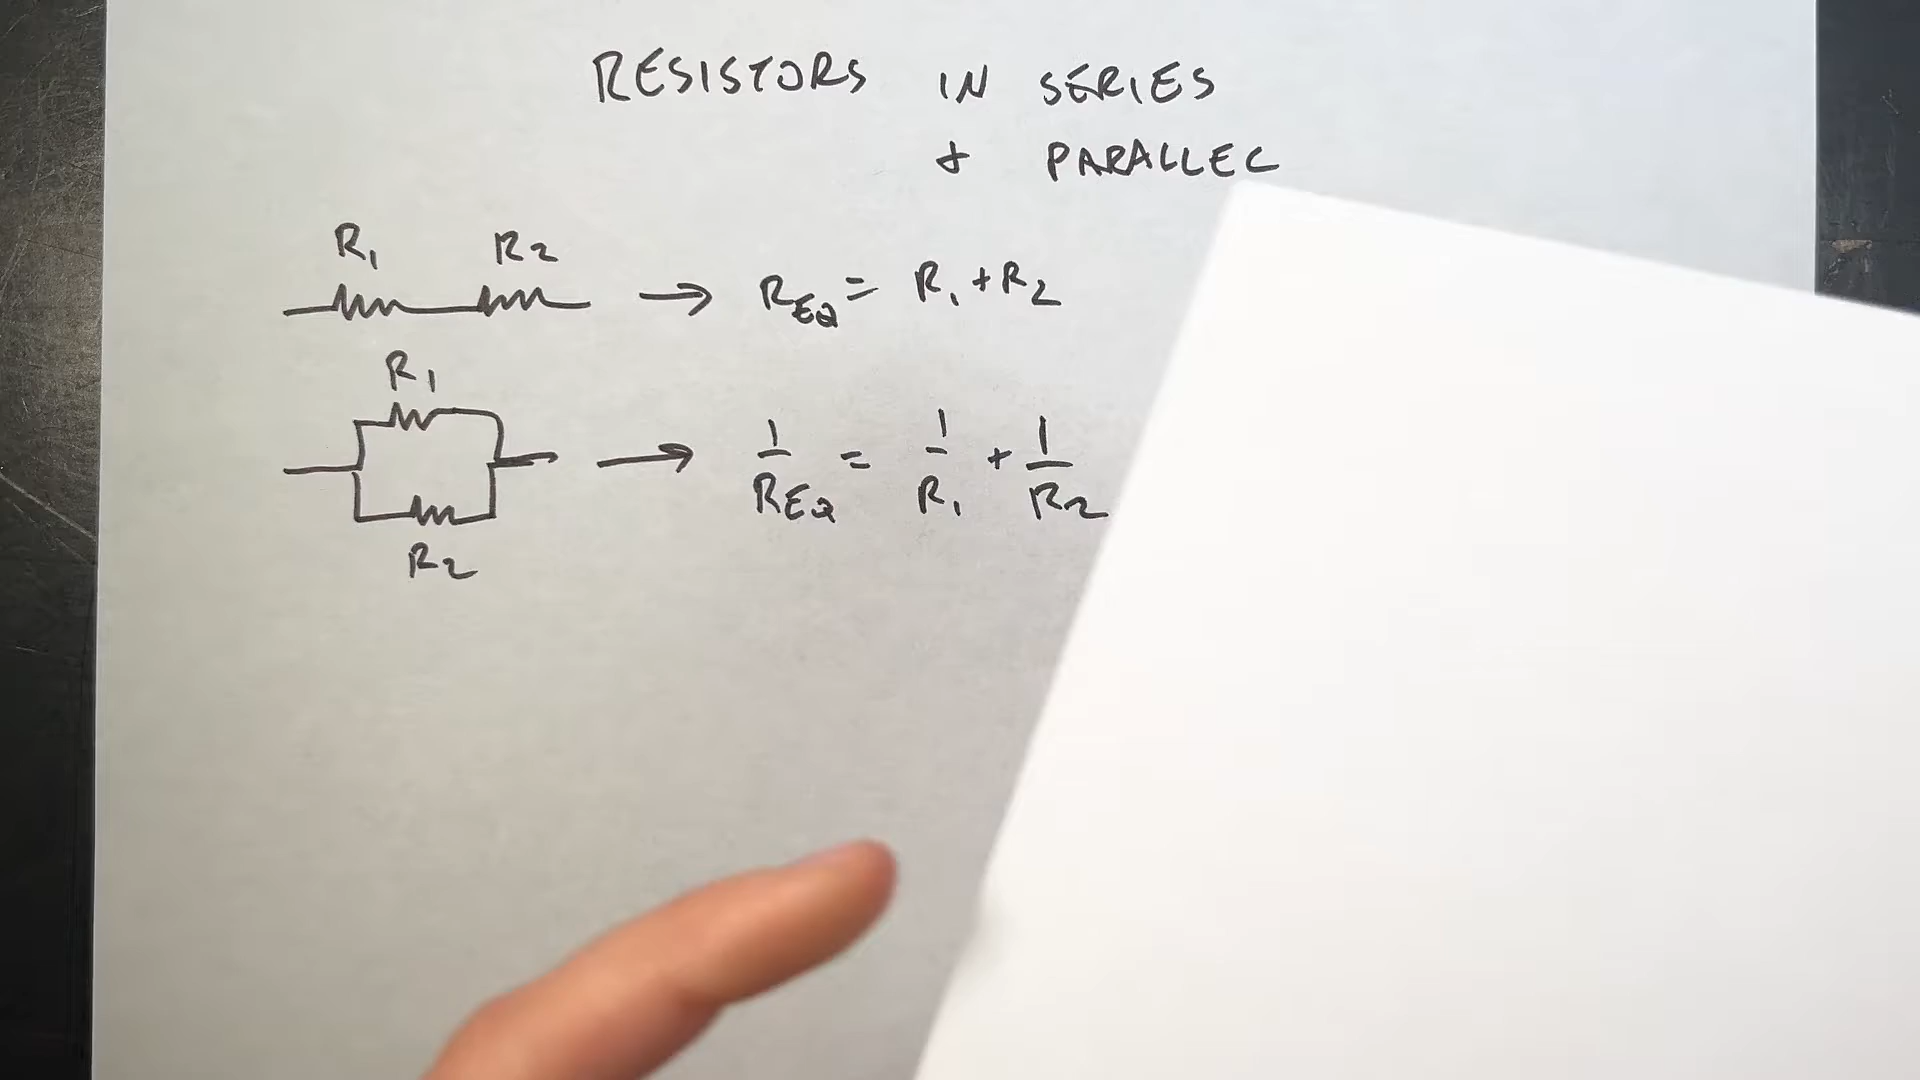 RESISTORS IN SERIES
+ PARALLEL
R1 R2
→ REQ = R1 + R2
R1
→ 1/REQ = 1/R1 + 1/R2
R2